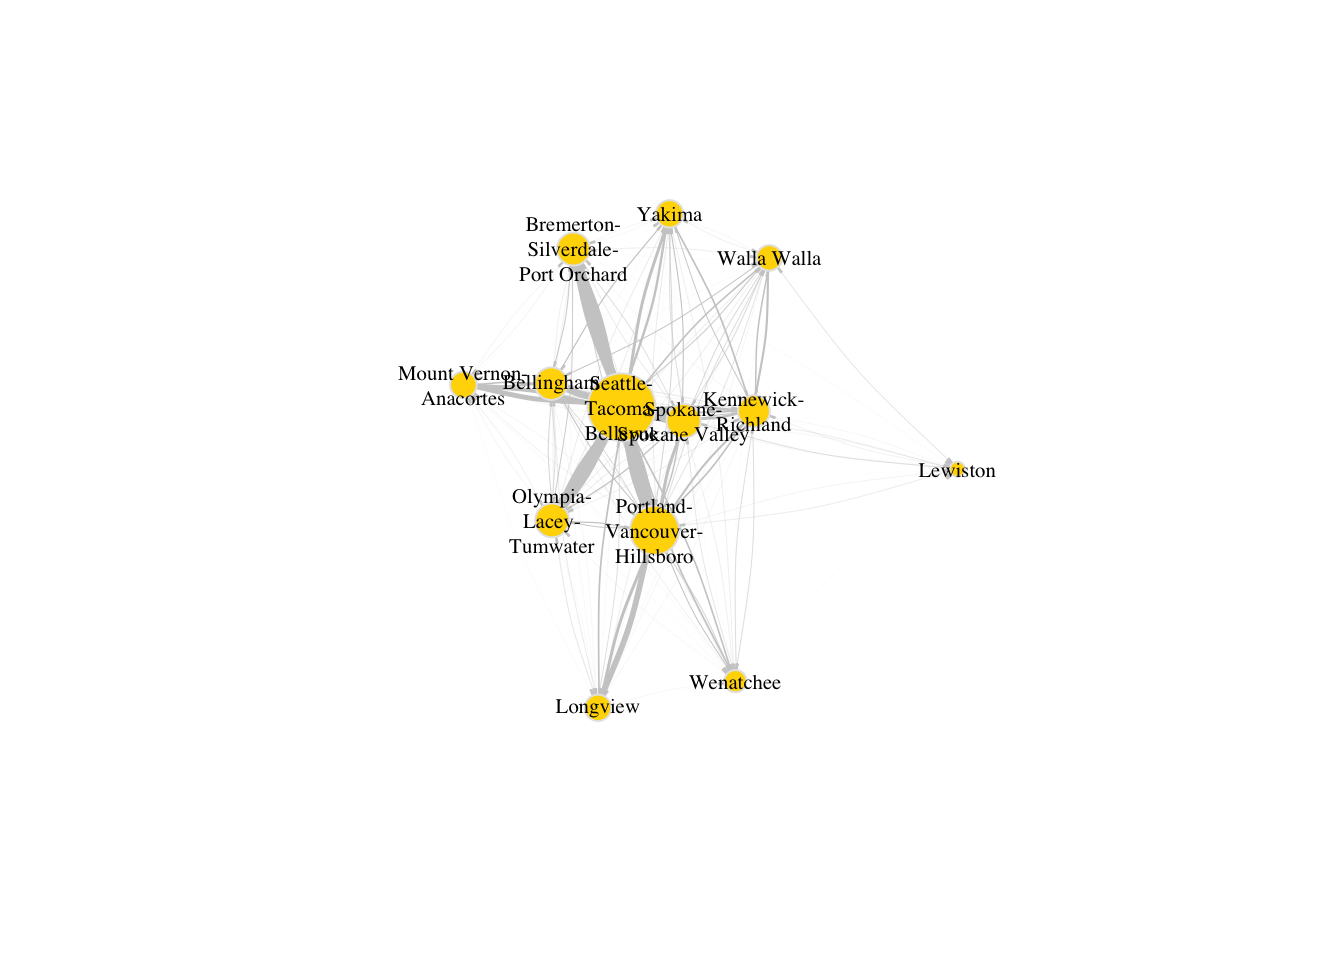 Yakima
Bremerton-
Silverdale-
Port Orchard
Walla Walla
Mount Vernon-
Anacortes
Bellingham
Seattle-
Tacoma-
Bellevue
Spokane-
Spokane Valley
Kennewick-
Richland
Lewiston
Olympia-
Lacey-
Tumwater
Portland-
Vancouver-
Hillsboro
Wenatchee
Longview